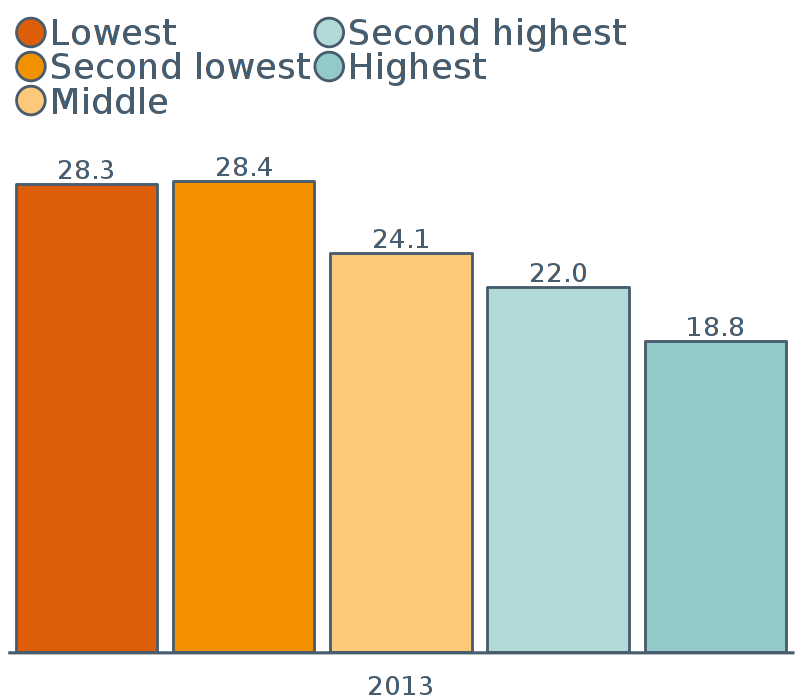 Lowest
Second lowest
Middle
Second highest
Highest
28.3
28.4
24.1
22.0
18.8
2013